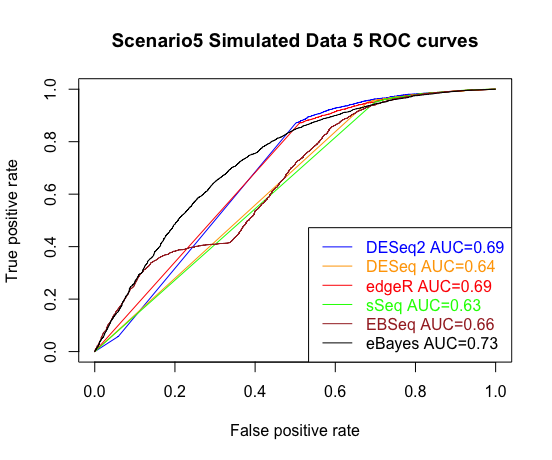 Scenario5 Simulated Data 5 ROC curves
True positive rate
1.0
0.8
0.6
0.4
0.2
0.0
DESeq2 AUC=0.69
DESeq AUC=0.64
edgeR AUC=0.69
sSeq AUC=0.63
EBSeq AUC=0.66
eBayes AUC=0.73
0.0 0.2 0.4 0.6 0.8 1.0
False positive rate